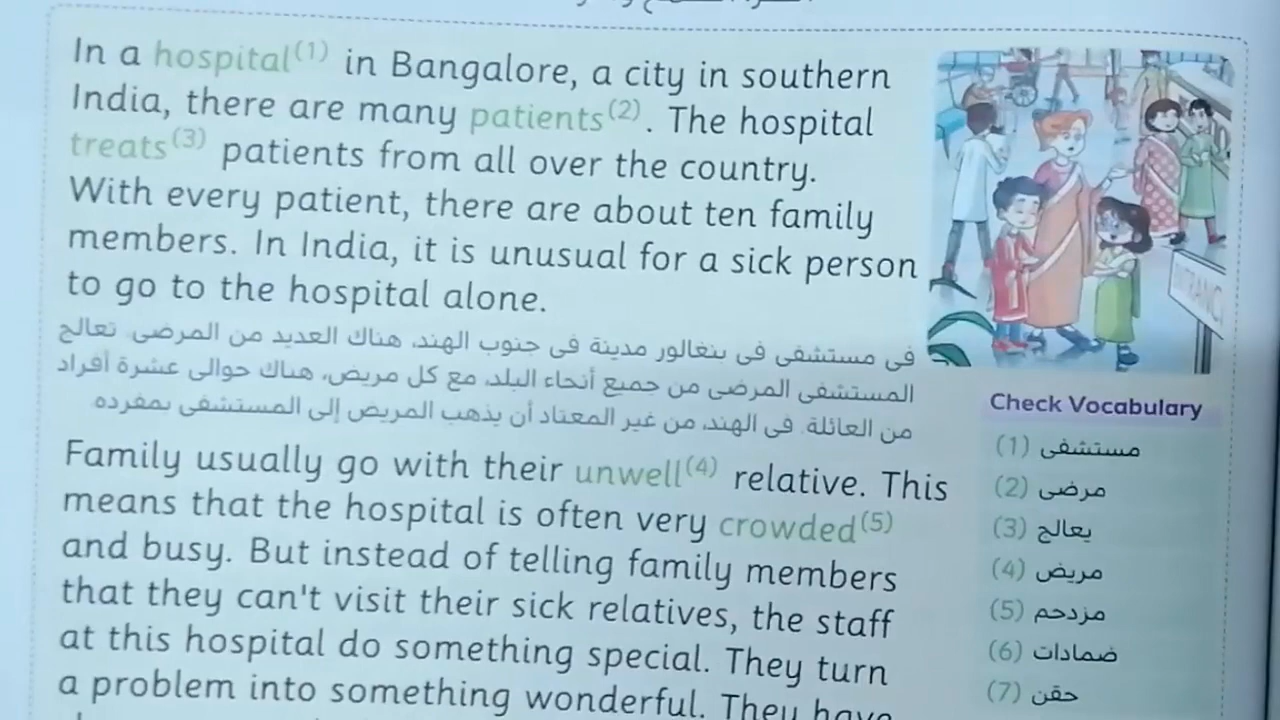 In a hospital(1) in Bangalore, a city in southern
India, there are many patients(2). The hospital
treats(3) patients from all over the country.
With every patient, there are about ten family
members. In India, it is unusual for a sick person
to go to the hospital alone.
فى مستشفى فى بنغالور مدينة فى جنوب الهند، هناك العديد من المرضى. تعالج
المستشفى المرضى من جميع أنحاء البلد، مع كل مريض، هناك حوالى عشرة أفراد
من العائلة. فى الهند، من غير المعتاد أن يذهب المريض إلى المستشفى بمفرده
Family usually go with their unwell(4) relative. This
means that the hospital is often very crowded(5)
and busy. But instead of telling family members
that they can't visit their sick relatives, the staff
at this hospital do something special. They turn
a problem into something wonderful. They have
Check Vocabulary
(1) مستشفى
(2) مرضى
(3) يعالج
(4) مريض
(5) مزدحم
(6) ضمادات
(7) حقن